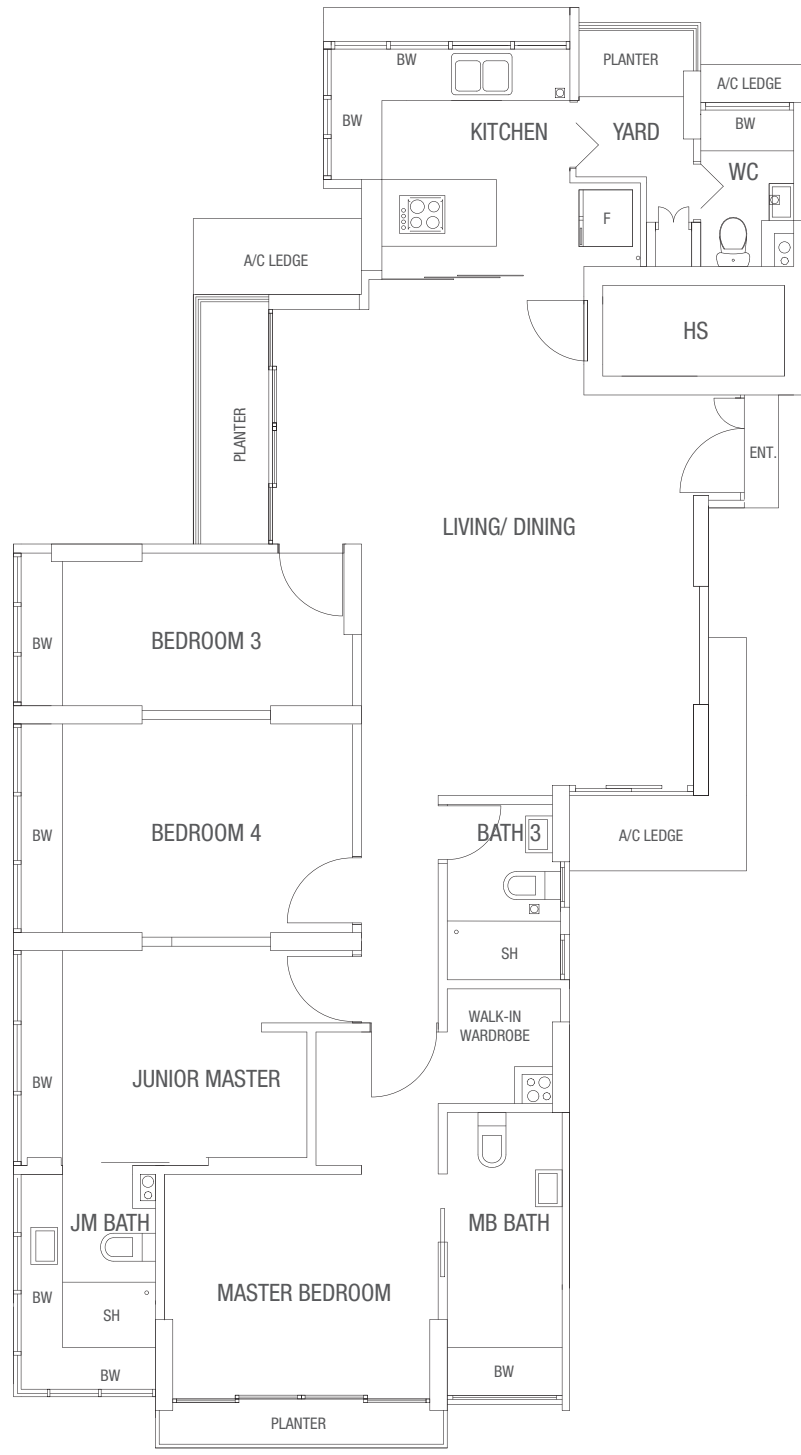 BW
PLANTER
A/C LEDGE
BW
KITCHEN
YARD
BW
WC
F
A/C LEDGE
HS
PLANTER
ENT.
LIVING/ DINING
BW
BEDROOM 3
BW
BEDROOM 4
BATH 3
A/C LEDGE
SH
WALK-IN
WARDROBE
BW
JUNIOR MASTER
JM BATH
MB BATH
BW
MASTER BEDROOM
SH
BW
BW
PLANTER